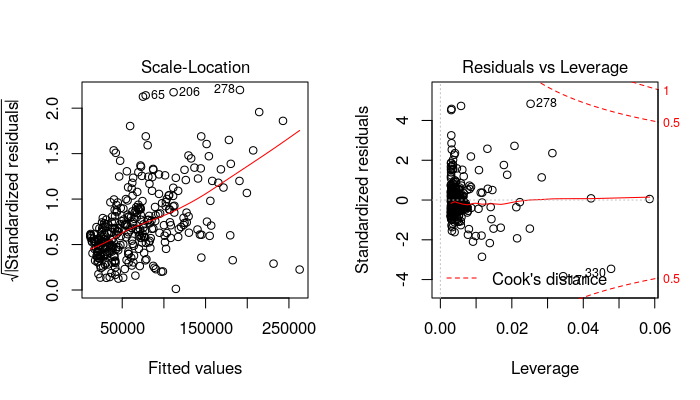 Scale-Location
√|Standardized residuals|
0.0 0.5 1.0 1.5 2.0
65 206 278
50000 150000 250000
Fitted values
Residuals vs Leverage
Standardized residuals
-4 -2 0 2 4
278
1
0.5
330
Cook's distance
0.5
0.00 0.02 0.04 0.06
Leverage